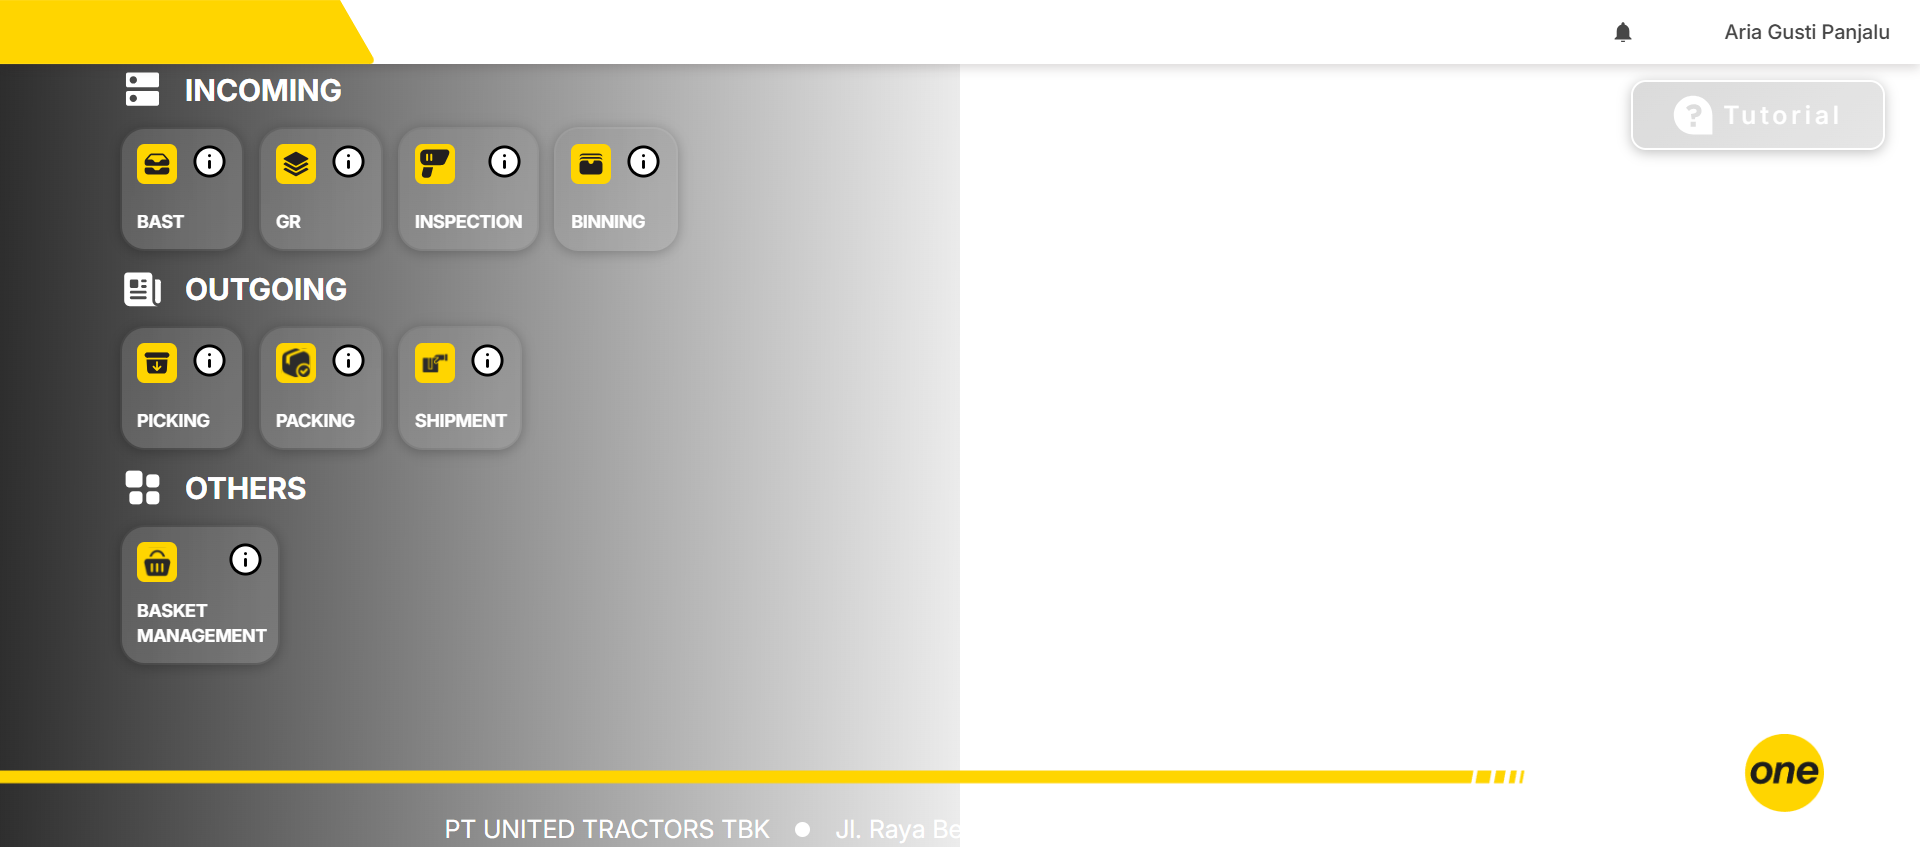 Aria Gusti Panjalu
Tutorial
INCOMING
BAST
GR
INSPECTION
BINNING
OUTGOING
PICKING
PACKING
SHIPMENT
OTHERS
BASKET
MANAGEMENT
one
PT UNITED TRACTORS TBK ● Jl. Raya Be